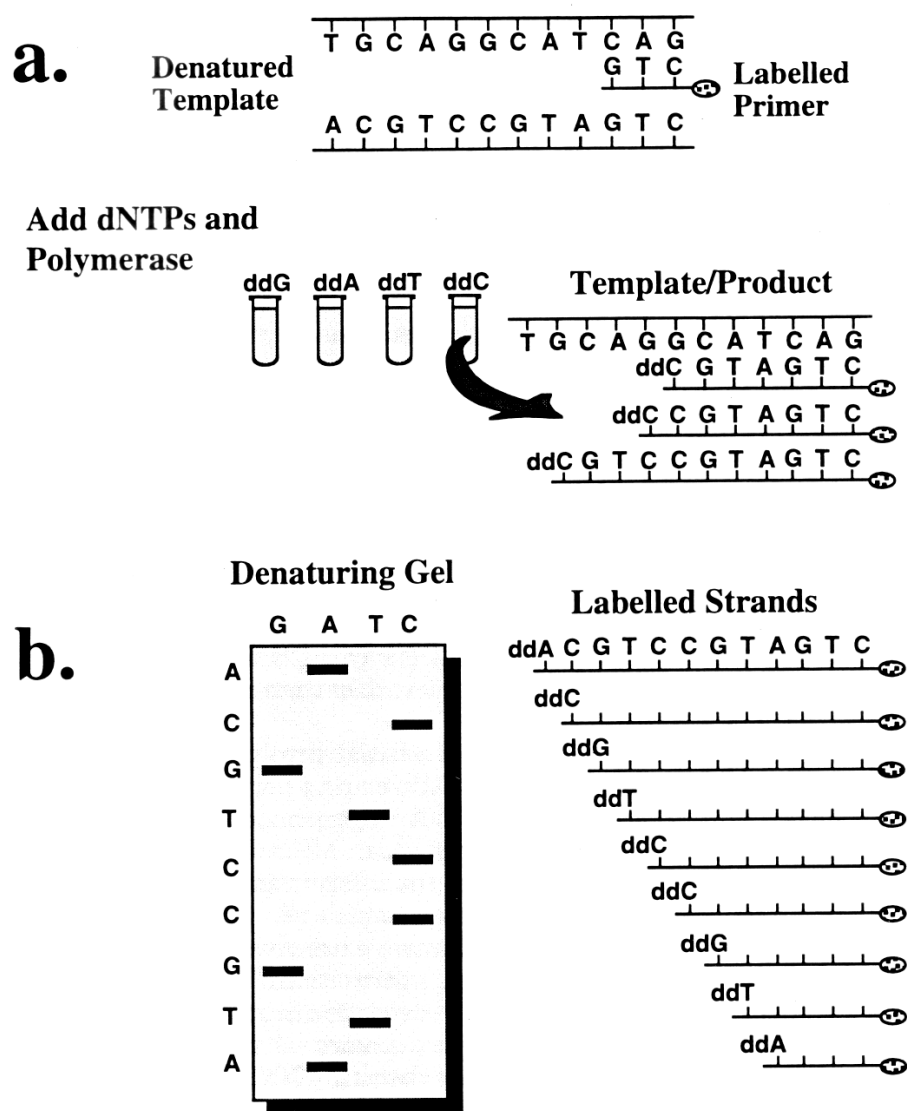 a.
Denatured
Template
T G C A G G C A T C A G
G T C
Labelled
Primer
A C G T C C G T A G T C
Add dNTPs and
Polymerase
ddG ddA ddT ddC
Template/Product
T G C A G G C A T C A G
ddC G T A G T C
ddC C G T A G T C
ddC G T C C G T A G T C
b.
Denaturing Gel
G A T C
A
C
G
T
C
C
G
T
A
Labelled Strands
ddA C G T C C G T A G T C
ddC
ddG
ddT
ddC
ddC
ddG
ddT
ddA